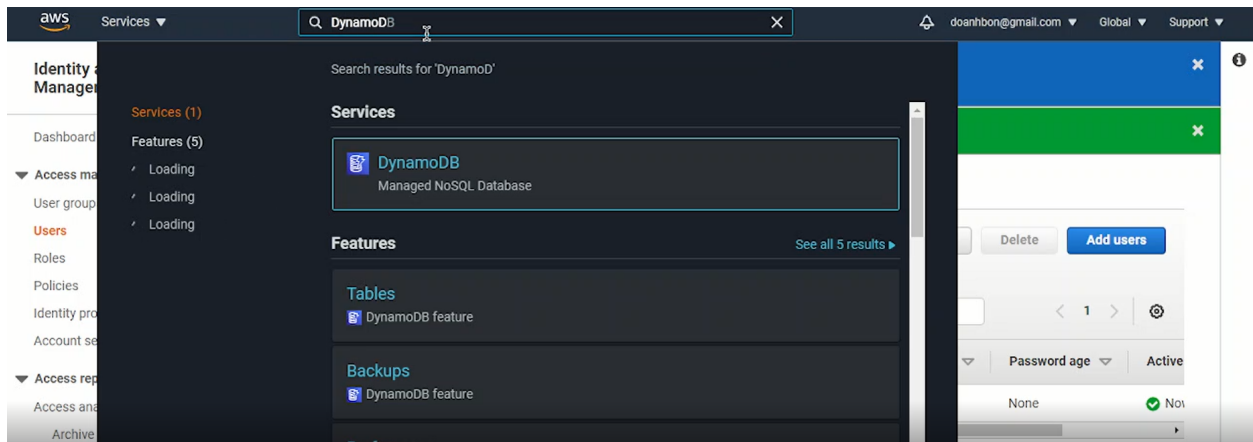 aws
Services ▼
DynamoDB
doanhbon@gmail.com ▼
Global ▼
Support ▼
Identity
Manage
Dashboard
Access ma
User group
Users
Roles
Policies
Identity pro
Account se
Access rep
Access ana
Archive
Search results for 'DynamoD'
Services (1)
Features (5)
Loading
Loading
Loading
Services
DynamoDB
Managed NoSQL Database
Features
See all 5 results ▶
Tables
DynamoDB feature
Backups
DynamoDB feature
Delete
Add users
1
Password age
Active
None
Nov